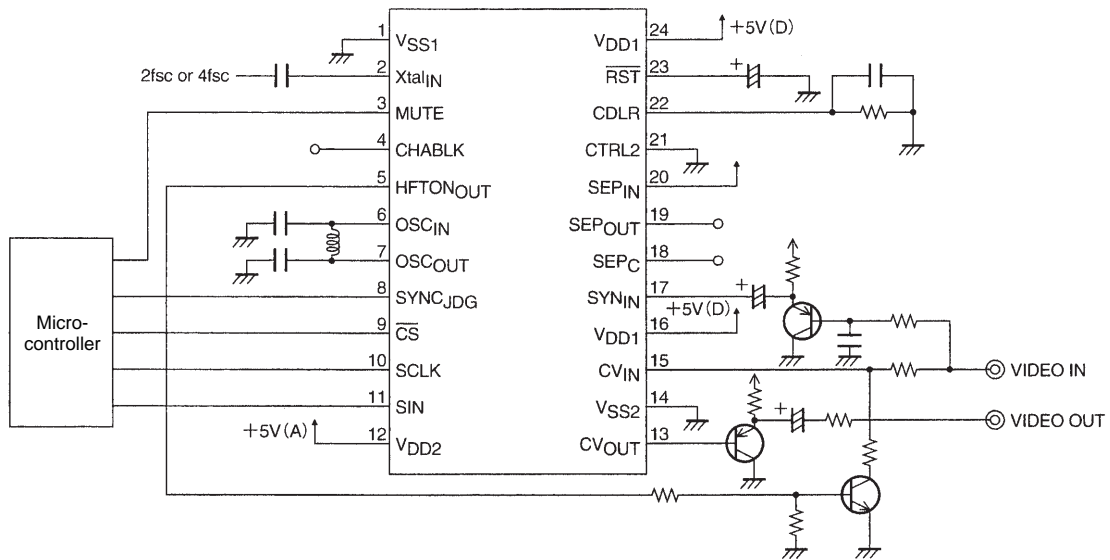 1 VSS1
2fsc or 4fsc 2 XtalIN
3 MUTE
4 CHABLK
5 HFTONOUT
6 OSCIN
7 OSCOUT
8 SYNCJDG
9 C̅S̅
10 SCLK
11 SIN
+5V(A) 12 VDD2
Micro-
controller
VDD1 24 +5V(D)
R̅S̅T̅ 23 +
CDLR 22
CTRL2 21
SEPIN 20
SEPOUT 19
SEPC 18
SYNIN 17 +
VDD1 16 +5V(D)
CVIN 15 VIDEO IN
VSS2 14
CVOUT 13 + VIDEO OUT